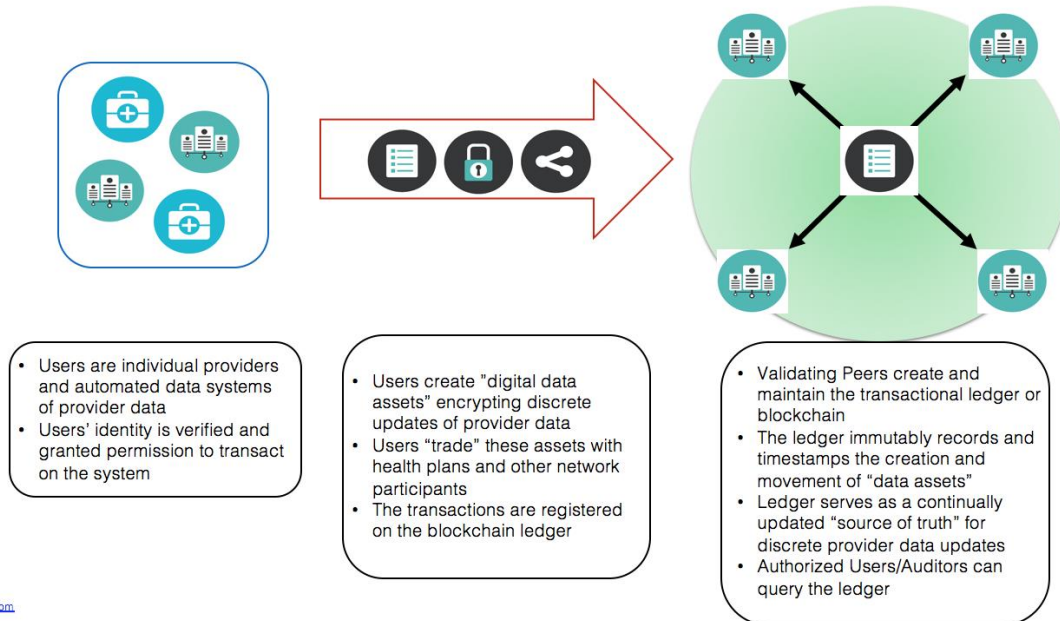 • Users are individual providers
and automated data systems
of provider data
• Users’ identity is verified and
granted permission to transact
on the system
• Users create "digital data
assets” encrypting discrete
updates of provider data
• Users “trade” these assets with
health plans and other network
participants
• The transactions are registered
on the blockchain ledger
• Validating Peers create and
maintain the transactional ledger or
blockchain
• The ledger immutably records and
timestamps the creation and
movement of “data assets”
• Ledger serves as a continually
updated “source of truth” for
discrete provider data updates
• Authorized Users/Auditors can
query the ledger